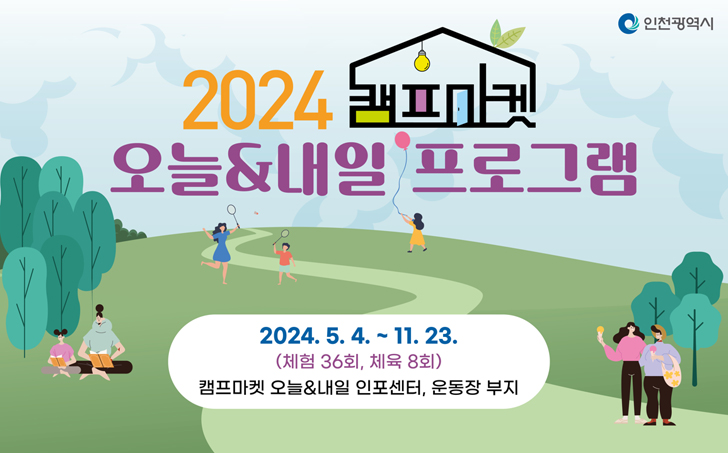 인천광역시
2024 캠프마켓
오늘&내일 프로그램
2024. 5. 4. ~ 11. 23.
(체험 36회, 체육 8회)
캠프마켓 오늘&내일 인포센터, 운동장 부지